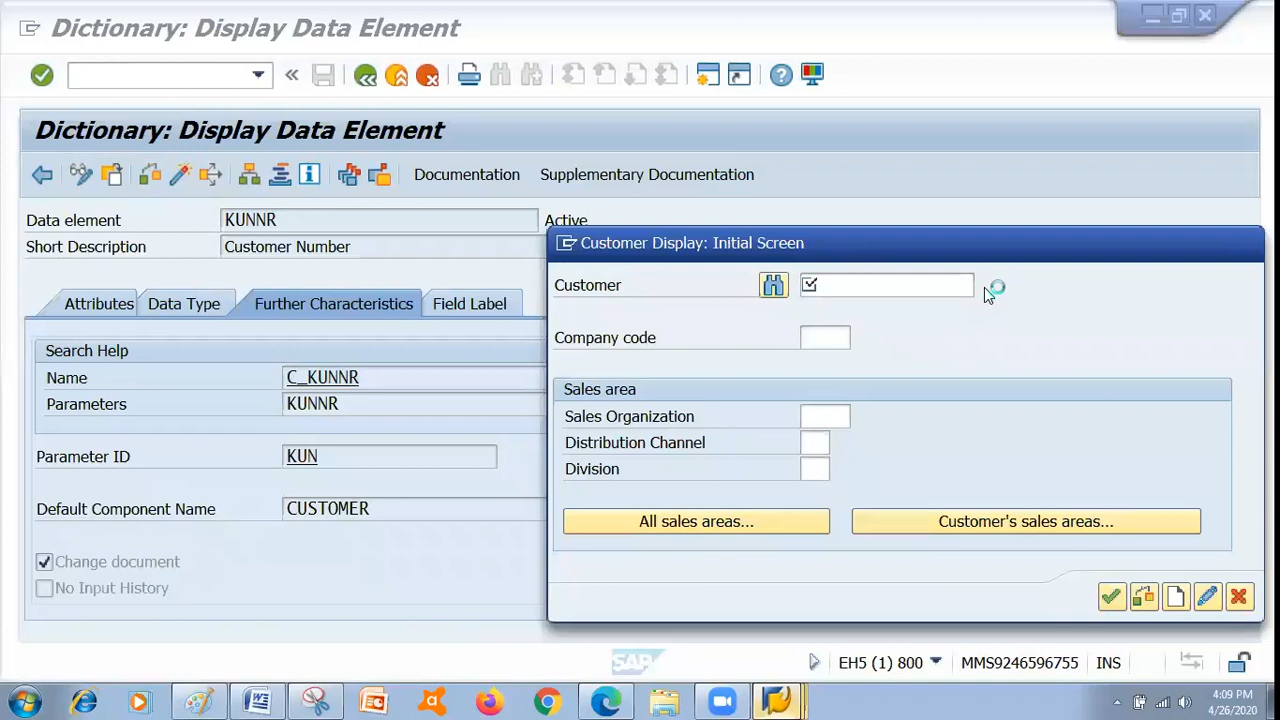 Dictionary: Display Data Element
Dictionary: Display Data Element
Documentation Supplementary Documentation
Data element KUNNR Active
Short Description Customer Number
Attributes Data Type Further Characteristics Field Label
Search Help
Name C_KUNNR
Parameters KUNNR
Parameter ID KUN
Default Component Name CUSTOMER
Change document
No Input History
Customer Display: Initial Screen
Customer
Company code
Sales area
Sales Organization
Distribution Channel
Division
All sales areas... Customer's sales areas...
SAP EH5 (1) 800 MMS9246596755 INS
4:09 PM
4/26/2020